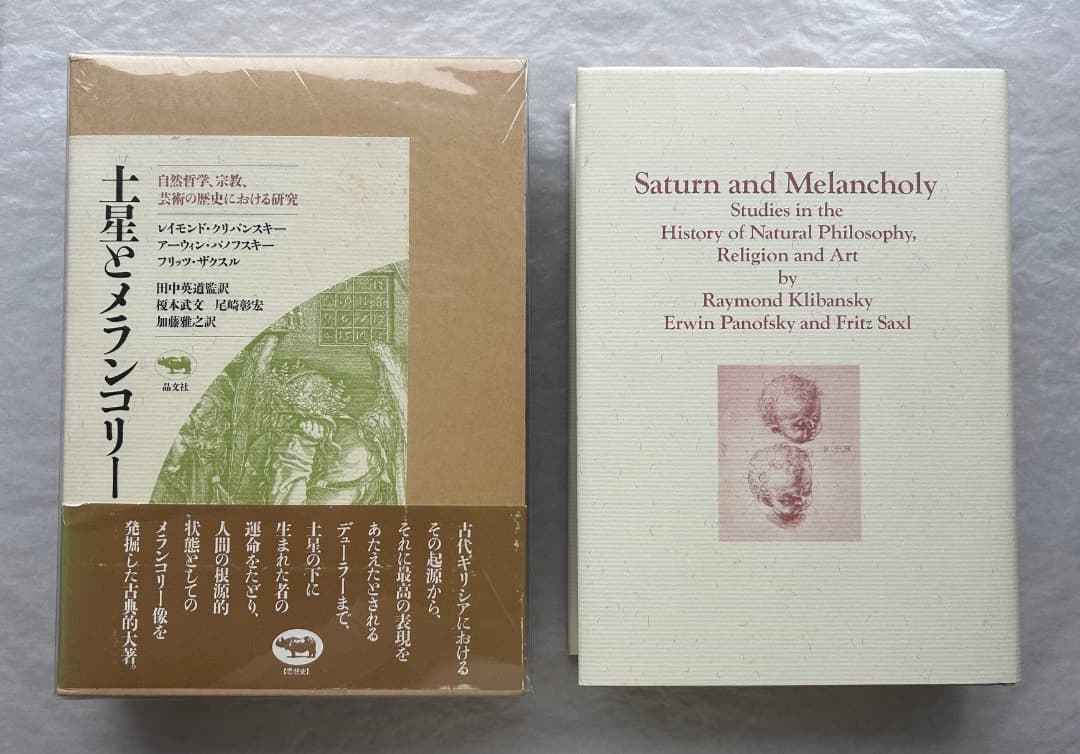 土星とメランコリー
自然哲学、宗教、
芸術の歴史における研究
レイモンド・クリバンスキー
アーウィン・パノフスキー
フリッツ・ザクスル
田中英道監訳
榎本武文 尾崎彰宏
加藤雅之訳
晶文社
古代ギリシアにおける
その起源から、
それに最高の表現を
あたえたとされる
デューラーまで、
土星の下に
生まれた者の
運命をたどり、
人間の根源的
状態としての
メランコリー像を
発掘した古典的大著。
【思想史】
Saturn and Melancholy
Studies in the
History of Natural Philosophy,
Religion and Art
by
Raymond Klibansky
Erwin Panofsky and Fritz Saxl